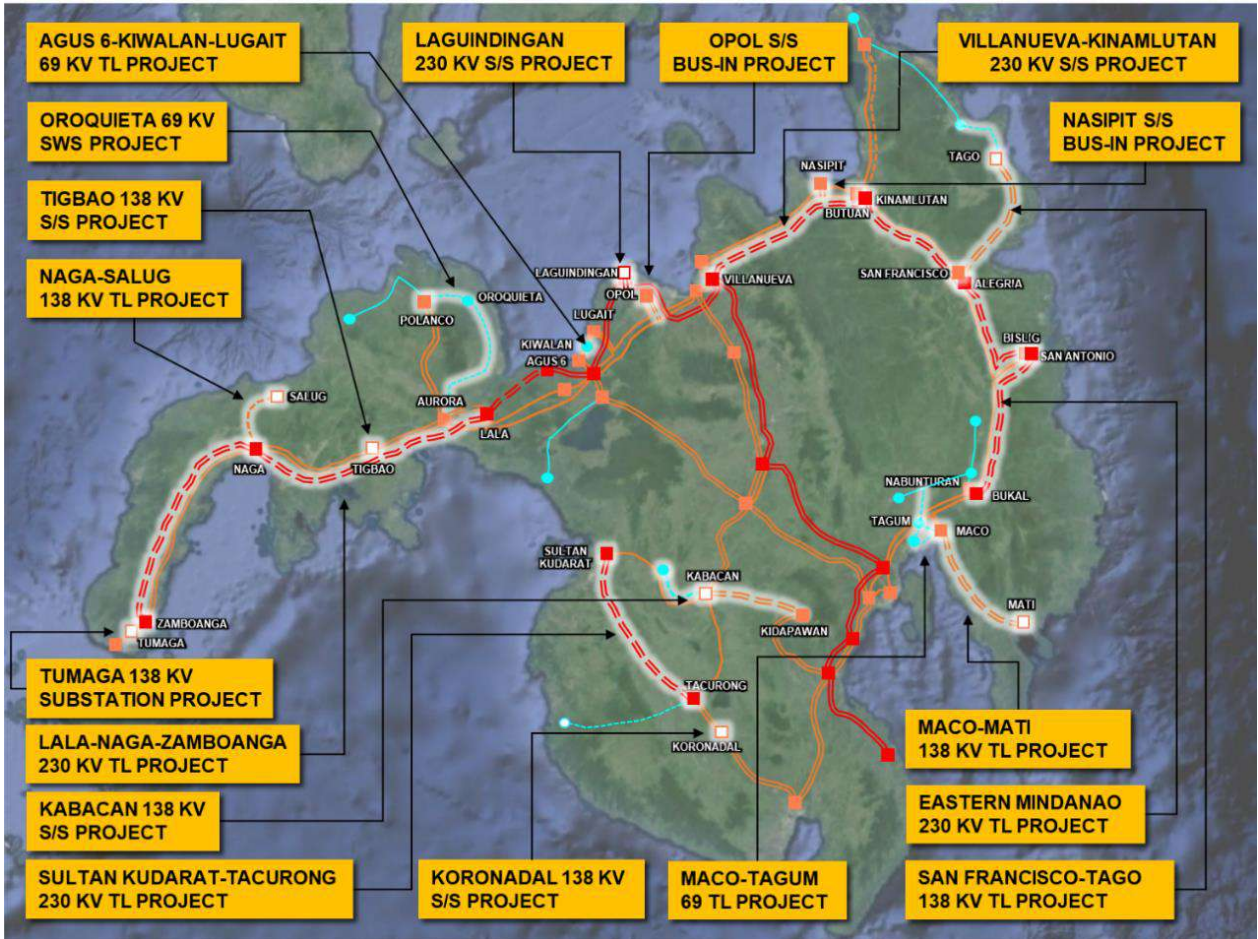 AGUS 6-KIWALAN-LUGAIT
69 KV TL PROJECT
LAGUINDINGAN
230 KV S/S PROJECT
OPOL S/S
BUS-IN PROJECT
VILLANUEVA-KINAMLUTAN
230 KV S/S PROJECT
OROQUIETA 69 KV
SWS PROJECT
NASIPIT S/S
BUS-IN PROJECT
TIGBAO 138 KV
S/S PROJECT
NAGA-SALUG
138 KV TL PROJECT
TAGO
NASIPIT
KINAMLUTAN
BUTUAN
LAGUINDINGAN
SAN FRANCISCO
ALEGRIA
VILLANUEVA
OPOL
OROQUIETA
POLANCO
LUGAIT
KIWALAN
AGUS 6
BISLIG
SAN ANTONIO
SALUG
AURORA
LALA
NAGA
TIGBAO
NABUNTURAN
BUKAL
TAGUM
MACO
SULTAN
KUDARAT
KABACAN
MATI
ZAMBOANGA
TUMAGA
KIDAPAWAN
TACURONG
KORONADAL
TUMAGA 138 KV
SUBSTATION PROJECT
LALA-NAGA-ZAMBOANGA
230 KV TL PROJECT
KABACAN 138 KV
S/S PROJECT
SULTAN KUDARAT-TACURONG
230 KV TL PROJECT
KORONADAL 138 KV
S/S PROJECT
MACO-TAGUM
69 TL PROJECT
MACO-MATI
138 KV TL PROJECT
EASTERN MINDANAO
230 KV TL PROJECT
SAN FRANCISCO-TAGO
138 KV TL PROJECT